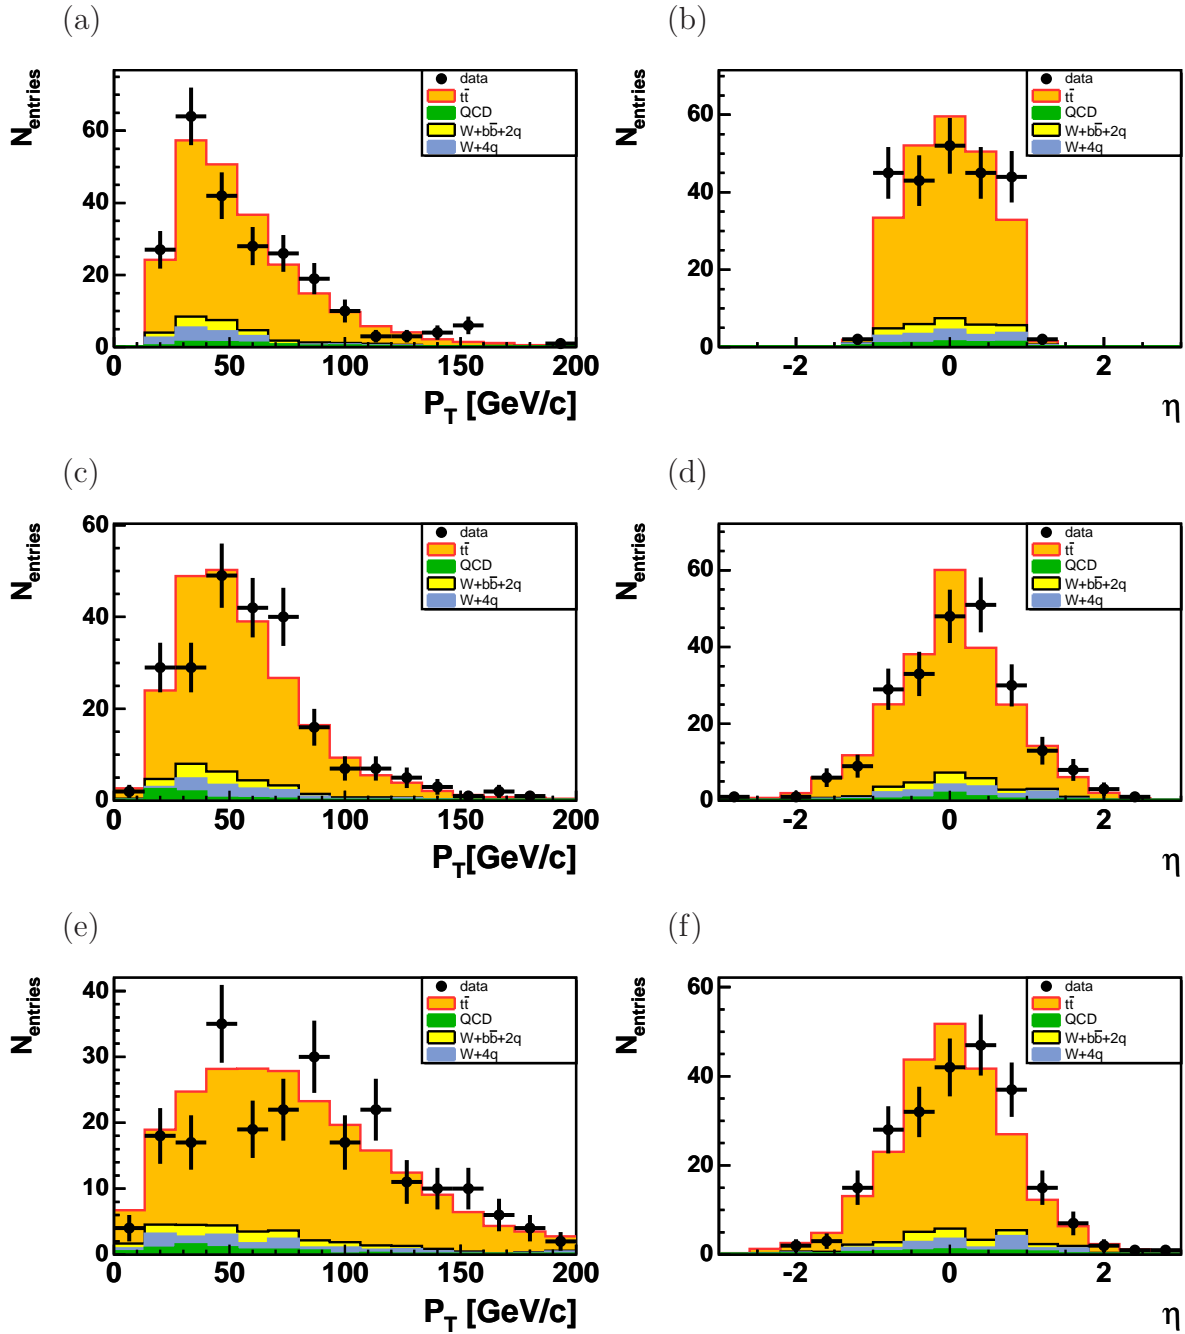 (a)
(b)
N_entries
60
40
20
0
data
tt̄
QCD
W+bb̄+2q
W+4q
0 50 100 150 200
P_T [GeV/c]
N_entries
60
40
20
0
data
tt̄
QCD
W+bb̄+2q
W+4q
-2 0 2
η
(c)
(d)
N_entries
60
40
20
0
data
tt̄
QCD
W+bb̄+2q
W+4q
0 50 100 150 200
P_T[GeV/c]
N_entries
60
40
20
0
data
tt̄
QCD
W+bb̄+2q
W+4q
-2 0 2
η
(e)
(f)
N_entries
40
30
20
10
0
data
tt̄
QCD
W+bb̄+2q
W+4q
0 50 100 150 200
P_T [GeV/c]
N_entries
60
40
20
0
data
tt̄
QCD
W+bb̄+2q
W+4q
-2 0 2
η